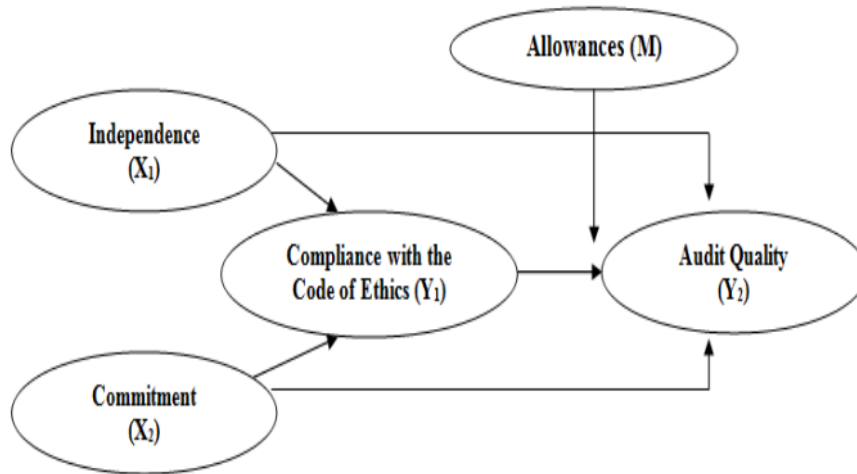 Allowances (M)
Independence
(X₁)
Compliance with the
Code of Ethics (Y₁)
Audit Quality
(Y₂)
Commitment
(X₂)